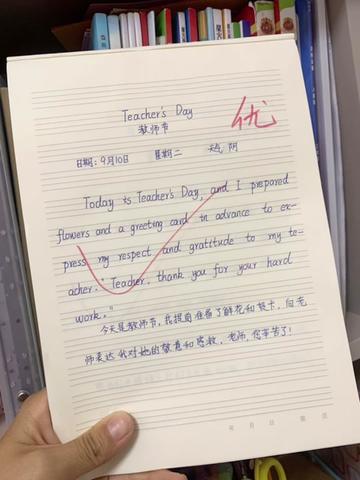 Teacher's Day
教师节
优
日期:9月10日 星期二 阴
Today is Teacher's Day, and I prepared
flowers and a greeting card in advance to ex-
press my respect and gratitude to my te-
acher. "Teacher, thank you for your hard
work."
今天是教师节,我提前准备了鲜花和贺卡,向老
师表达我对她的敬意和感激,老师,您辛苦了!
年 月 日